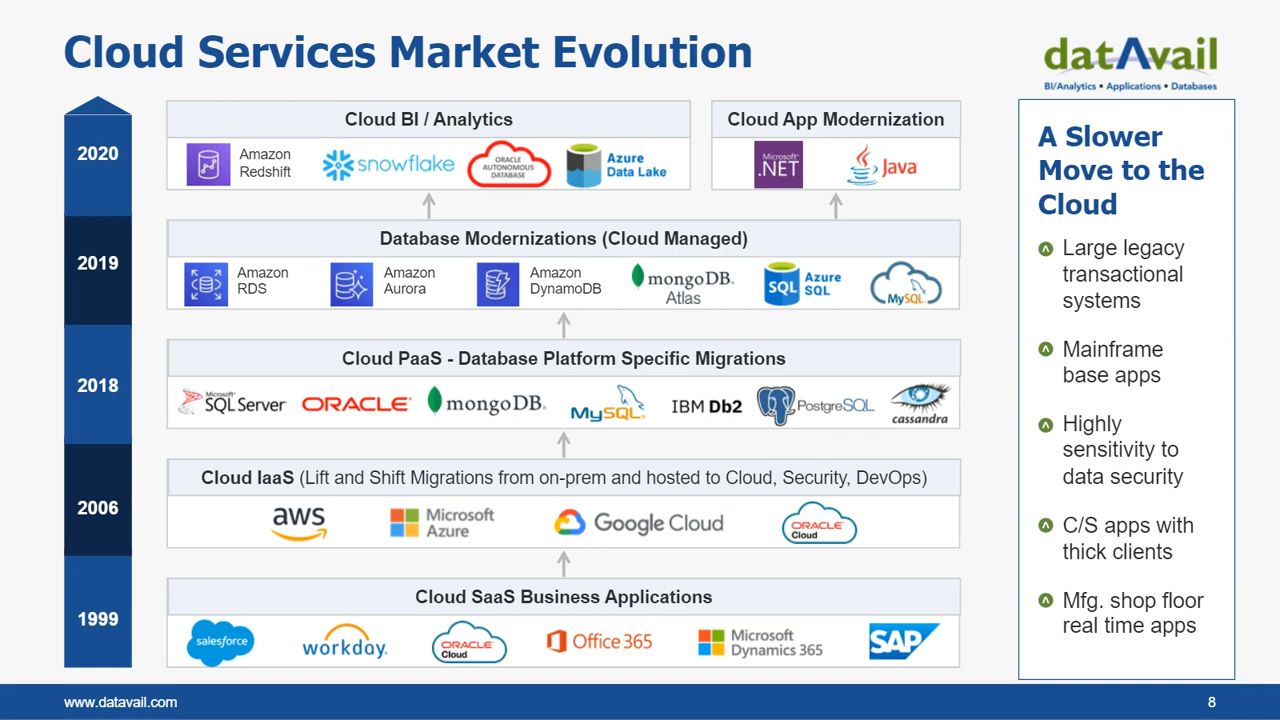 Cloud Services Market Evolution
datAvail
BI/Analytics • Applications • Databases
2020
Cloud BI / Analytics
Amazon
Redshift
snowflake
ORACLE
AUTONOMOUS
DATABASE
Azure
Data Lake
Cloud App Modernization
Microsoft
.NET
Java
2019
Database Modernizations (Cloud Managed)
Amazon
RDS
Amazon
Aurora
Amazon
DynamoDB
mongoDB.
Atlas
SQL
Azure
SQL
MySQL
2018
Cloud PaaS - Database Platform Specific Migrations
Microsoft
SQL Server
ORACLE
mongoDB.
MySQL
IBM Db2
PostgreSQL
cassandra
2006
Cloud IaaS (Lift and Shift Migrations from on-prem and hosted to Cloud, Security, DevOps)
aws
Microsoft
Azure
Google Cloud
ORACLE
Cloud
1999
Cloud SaaS Business Applications
salesforce
workday.
ORACLE
Cloud
Office 365
Microsoft
Dynamics 365
SAP
A Slower
Move to the
Cloud
Large legacy
transactional
systems
Mainframe
base apps
Highly
sensitivity to
data security
C/S apps with
thick clients
Mfg. shop floor
real time apps
www.datavail.com
8